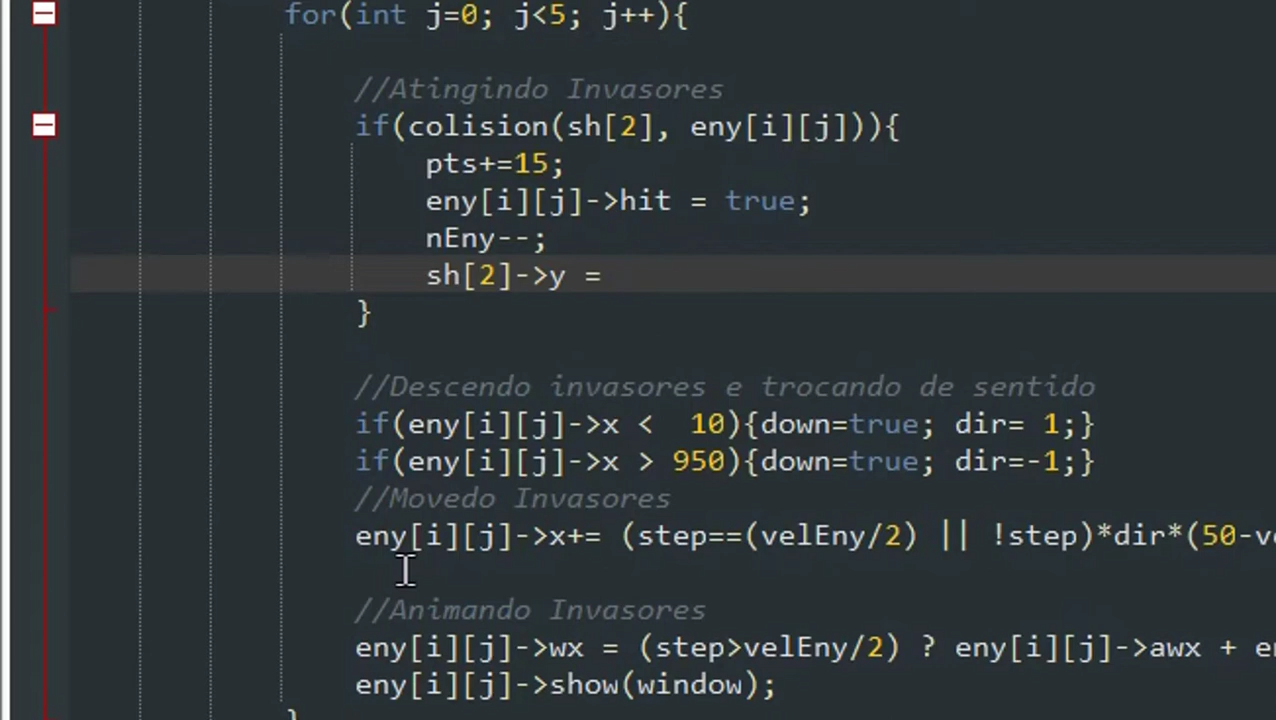 for(int j=0; j<5; j++){
//Atingindo Invasores
if(colision(sh[2], eny[i][j])){
pts+=15;
eny[i][j]->hit = true;
nEny--;
sh[2]->y =
}
//Descendo invasores e trocando de sentido
if(eny[i][j]->x <  10){down=true; dir= 1;}
if(eny[i][j]->x > 950){down=true; dir=-1;}
//Movedo Invasores
eny[i][j]->x+= (step==(velEny/2) || !step)*dir*(50-ve
//Animando Invasores
eny[i][j]->wx = (step>velEny/2) ? eny[i][j]->awx + en
eny[i][j]->show(window);
}